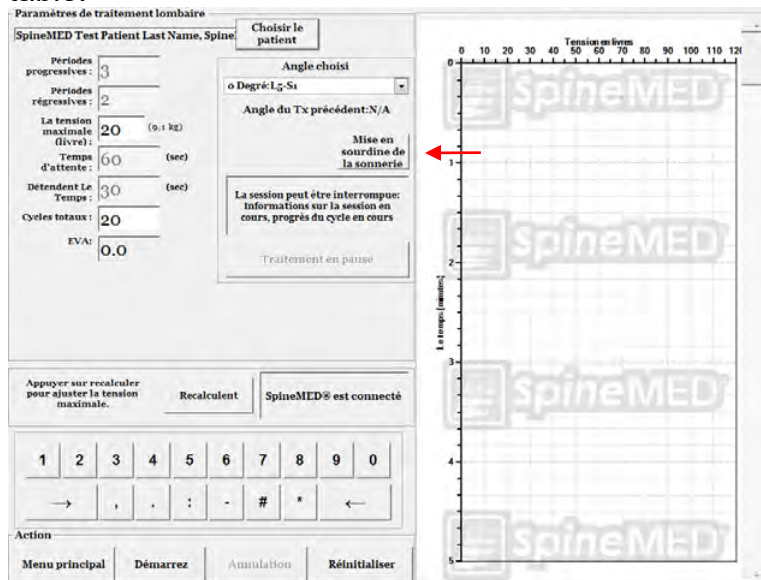 Paramètres de traitement lombaire
SpineMED Test Patient Last Name, Spine
Choisir le
patient
Périodes
progressives :
3
Périodes
régressives :
2
La tension
maximale
(livre) :
20
(9.1 kg)
Temps
d'attente :
60
(sec)
Détendent Le
Temps :
30
(sec)
Cycles totaux :
20
EVA:
0.0
Angle choisi
0 Degré:L5-S1
Angle du Tx précédent:N/A
Mise en
sourdine de
la sonnerie
La session peut être interrompue:
Informations sur la session en
cours, progrès du cycle en cours
Traitement en pause
Appuyer sur recalculer
pour ajuster la tension
maximale.
Recalculent
SpineMED® est connecté
1 2 3 4 5 6 7 8 9 0
→ , . : - # * ←
Action
Menu principal
Démarrez
Annulation
Réinitialiser
Tension en livres
0 10 20 30 40 50 60 70 80 90 100 110 120
Le temps (minutes)
0
1
2
3
4
5
SpineMED
SpineMED
SpineMED
SpineMED